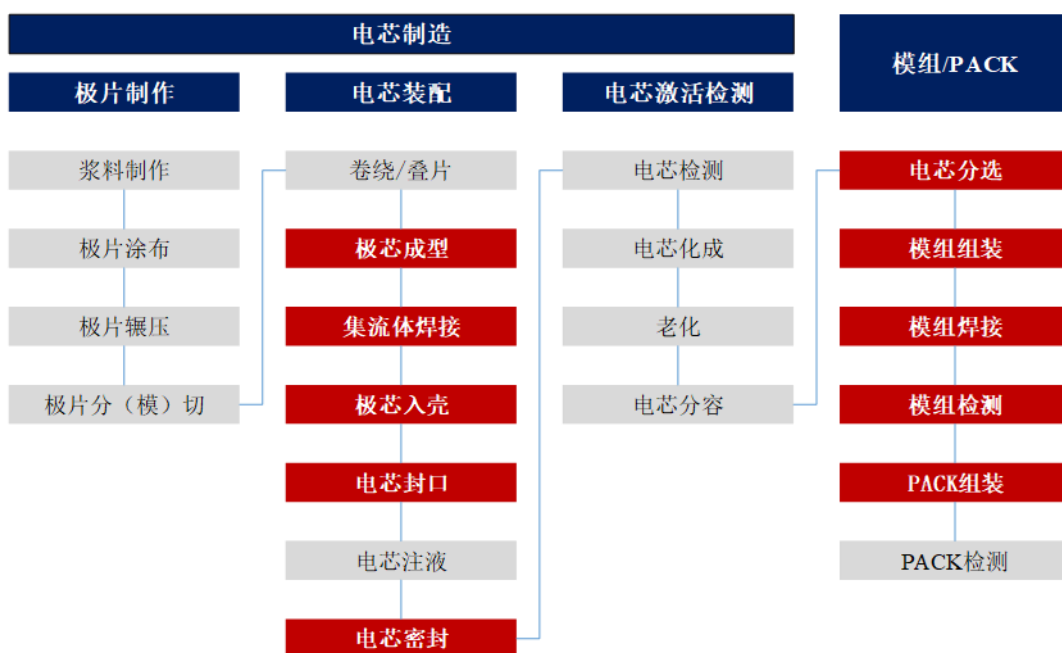 电芯制造
模组/PACK
极片制作
电芯装配
电芯激活检测
浆料制作
极片涂布
极片辗压
极片分（模）切
卷绕/叠片
极芯成型
集流体焊接
极芯入壳
电芯封口
电芯注液
电芯密封
电芯检测
电芯化成
老化
电芯分容
电芯分选
模组组装
模组焊接
模组检测
PACK组装
PACK检测